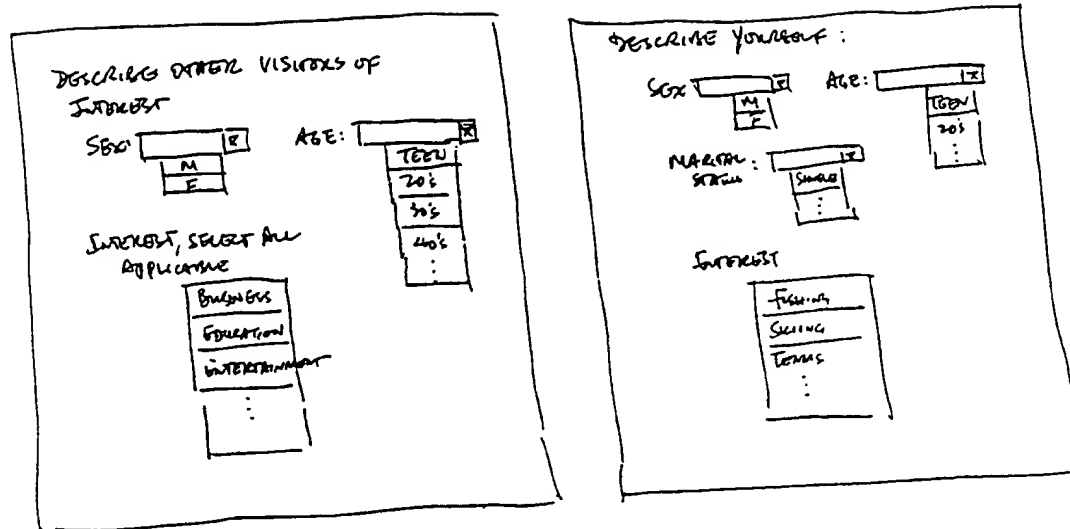 DESCRIBE OTHER VISITORS OF
INTEREST
SEX:
M
F
AGE:
TEEN
20's
30's
40's
INTEREST, SELECT ALL
APPLICABLE
BUSINESS
EDUCATION
ENTERTAINMENT
DESCRIBE YOURSELF :
SEX
M
F
AGE:
TEEN
20's
MARITAL :
STATUS
SINGLE
INTEREST
FISHING
SKIING
TENNIS